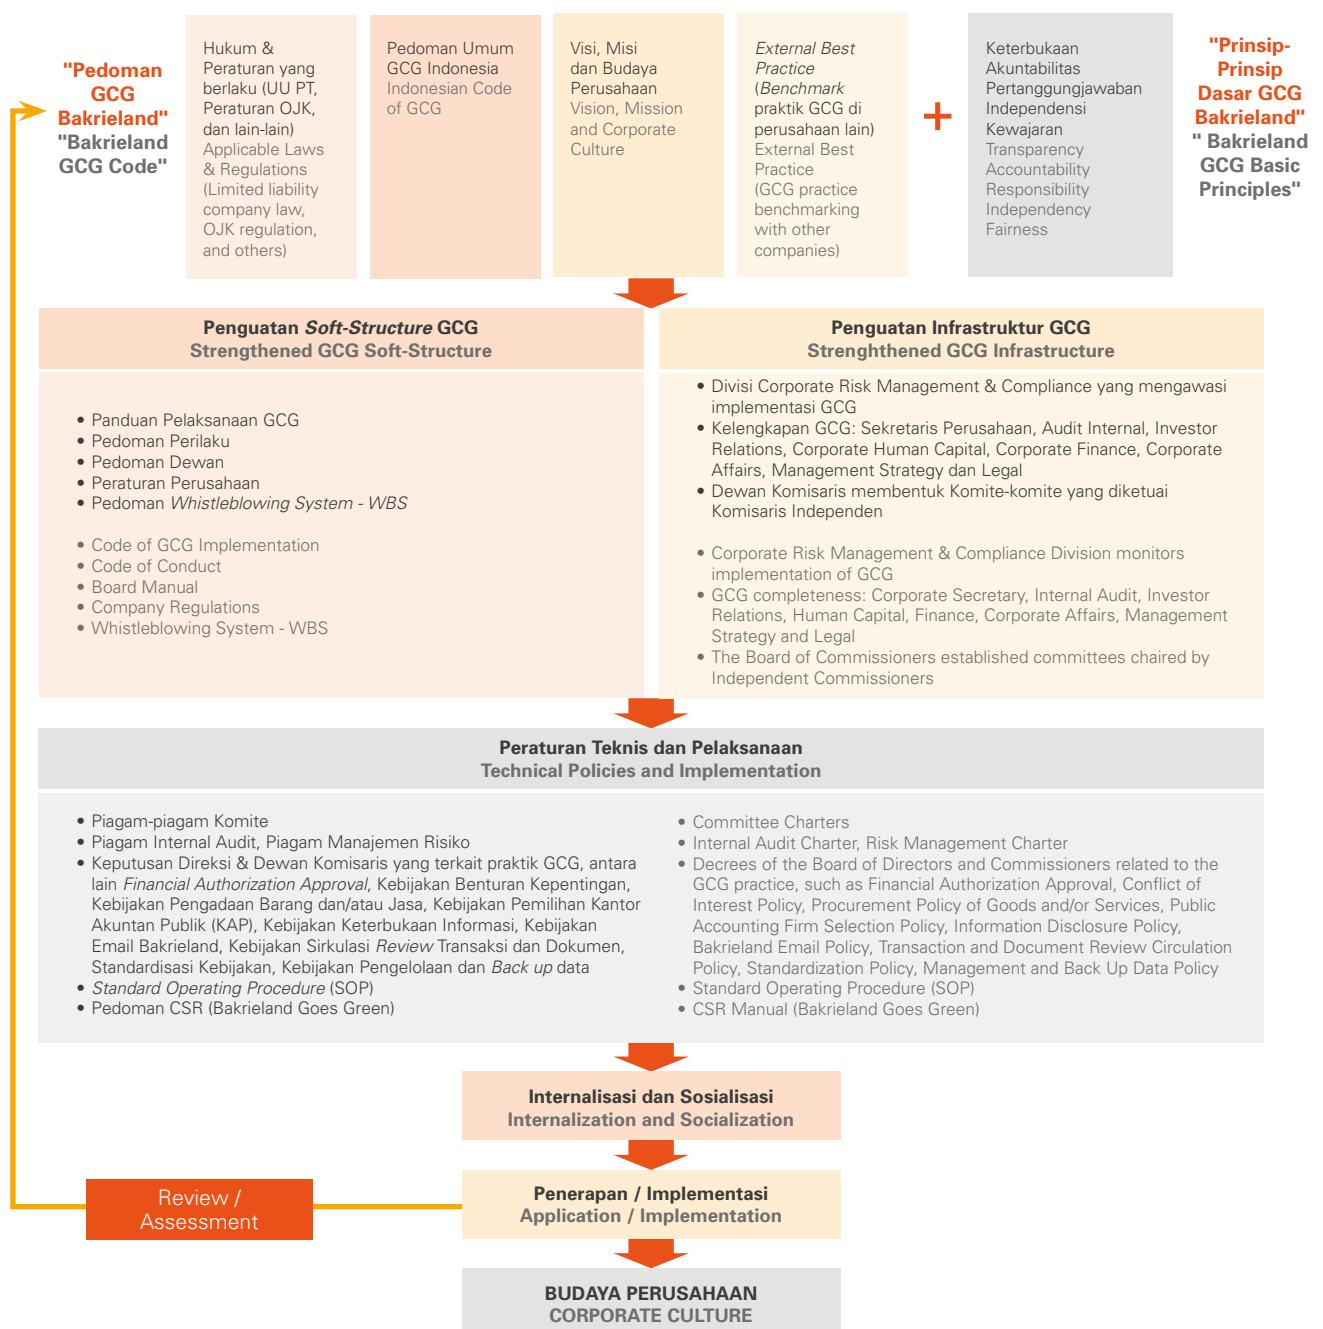 "Pedoman
GCG
Bakrieland"
"Bakrieland
GCG Code"
Hukum &
Peraturan yang
berlaku (UU PT,
Peraturan OJK,
dan lain-lain)
Applicable Laws
& Regulations
(Limited liability
company law,
OJK regulation,
and others)
Pedoman Umum
GCG Indonesia
Indonesian Code
of GCG
Visi, Misi
dan Budaya
Perusahaan
Vision, Mission
and Corporate
Culture
External Best
Practice
(Benchmark
praktik GCG di
perusahaan lain)
External Best
Practice
(GCG practice
benchmarking
with other
companies)
+
Keterbukaan
Akuntabilitas
Pertanggungjawaban
Independensi
Kewajaran
Transparency
Accountability
Responsibility
Independency
Fairness
"Prinsip-
Prinsip
Dasar GCG
Bakrieland"
" Bakrieland
GCG Basic
Principles"
Penguatan Soft-Structure GCG
Strengthened GCG Soft-Structure
• Panduan Pelaksanaan GCG
• Pedoman Perilaku
• Pedoman Dewan
• Peraturan Perusahaan
• Pedoman Whistleblowing System - WBS
• Code of GCG Implementation
• Code of Conduct
• Board Manual
• Company Regulations
• Whistleblowing System - WBS
Penguatan Infrastruktur GCG
Strenghthened GCG Infrastructure
• Divisi Corporate Risk Management & Compliance yang mengawasi
implementasi GCG
• Kelengkapan GCG: Sekretaris Perusahaan, Audit Internal, Investor
Relations, Corporate Human Capital, Corporate Finance, Corporate
Affairs, Management Strategy dan Legal
• Dewan Komisaris membentuk Komite-komite yang diketuai
Komisaris Independen
• Corporate Risk Management & Compliance Division monitors
implementation of GCG
• GCG completeness: Corporate Secretary, Internal Audit, Investor
Relations, Human Capital, Finance, Corporate Affairs, Management
Strategy and Legal
• The Board of Commissioners established committees chaired by
Independent Commissioners
Peraturan Teknis dan Pelaksanaan
Technical Policies and Implementation
• Piagam-piagam Komite
• Piagam Internal Audit, Piagam Manajemen Risiko
• Keputusan Direksi & Dewan Komisaris yang terkait praktik GCG, antara
lain Financial Authorization Approval, Kebijakan Benturan Kepentingan,
Kebijakan Pengadaan Barang dan/atau Jasa, Kebijakan Pemilihan Kantor
Akuntan Publik (KAP), Kebijakan Keterbukaan Informasi, Kebijakan
Email Bakrieland, Kebijakan Sirkulasi Review Transaksi dan Dokumen,
Standardisasi Kebijakan, Kebijakan Pengelolaan dan Back up data
• Standard Operating Procedure (SOP)
• Pedoman CSR (Bakrieland Goes Green)
• Committee Charters
• Internal Audit Charter, Risk Management Charter
• Decrees of the Board of Directors and Commissioners related to the
GCG practice, such as Financial Authorization Approval, Conflict of
Interest Policy, Procurement Policy of Goods and/or Services, Public
Accounting Firm Selection Policy, Information Disclosure Policy,
Bakrieland Email Policy, Transaction and Document Review Circulation
Policy, Standardization Policy, Management and Back Up Data Policy
• Standard Operating Procedure (SOP)
• CSR Manual (Bakrieland Goes Green)
Internalisasi dan Sosialisasi
Internalization and Socialization
Review /
Assessment
Penerapan / Implementasi
Application / Implementation
BUDAYA PERUSAHAAN
CORPORATE CULTURE